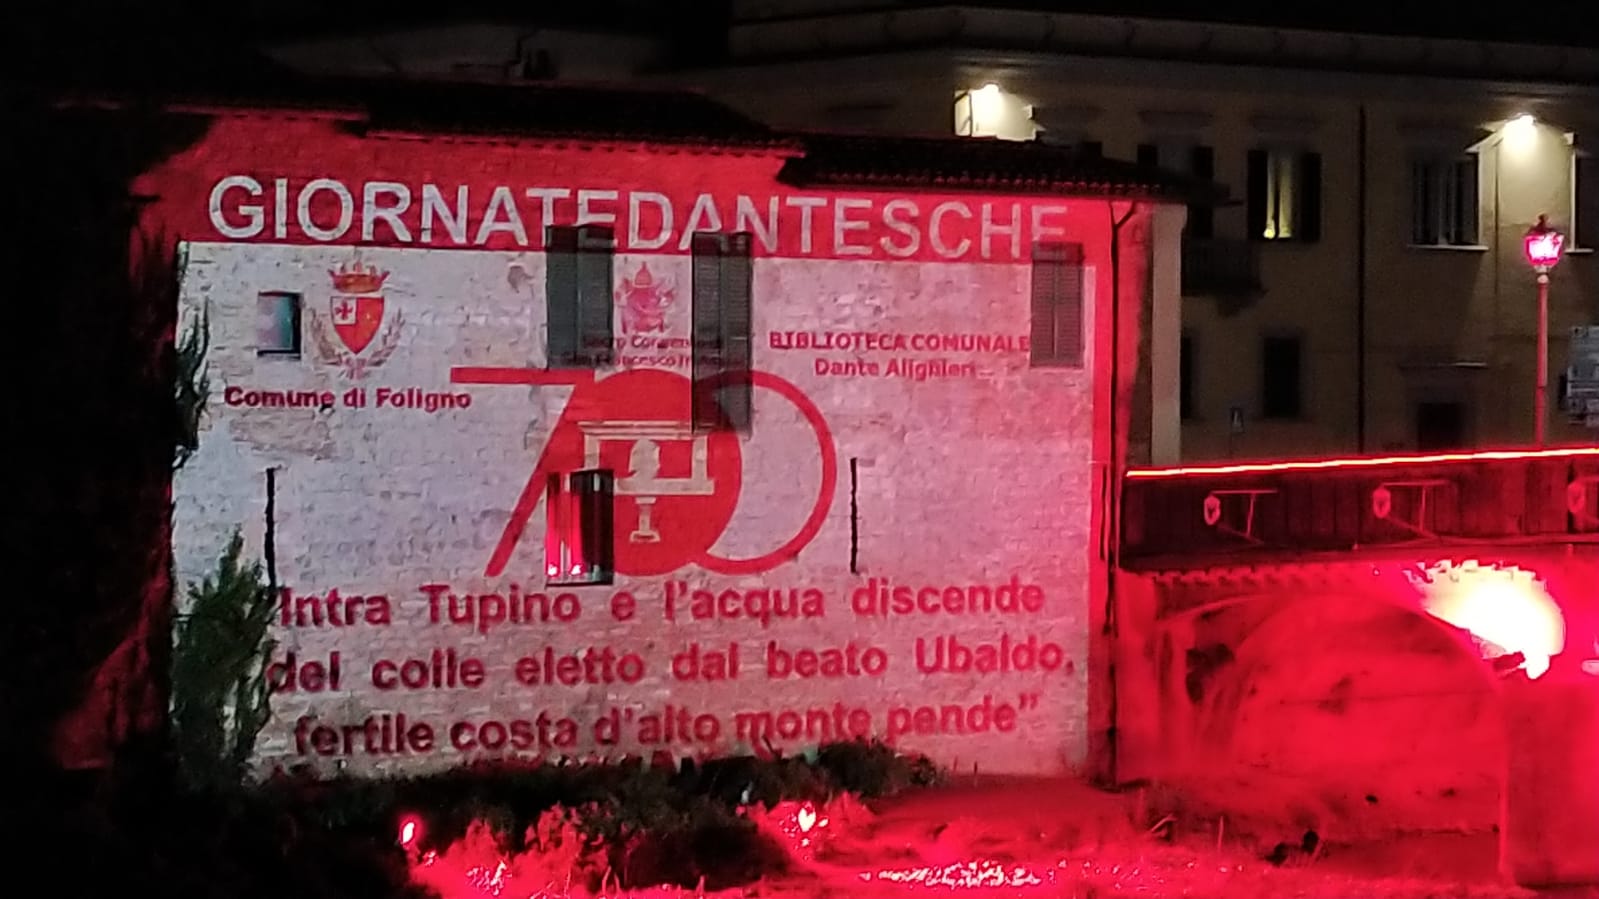 GIORNATEDANTESCHE
Comune di Foligno
BIBLIOTECA COMUNALE
Dante Alighieri
700
"Intra Tupino e l'acqua discende
del colle eletto dal beato Ubaldo,
fertile costa d'alto monte pende"